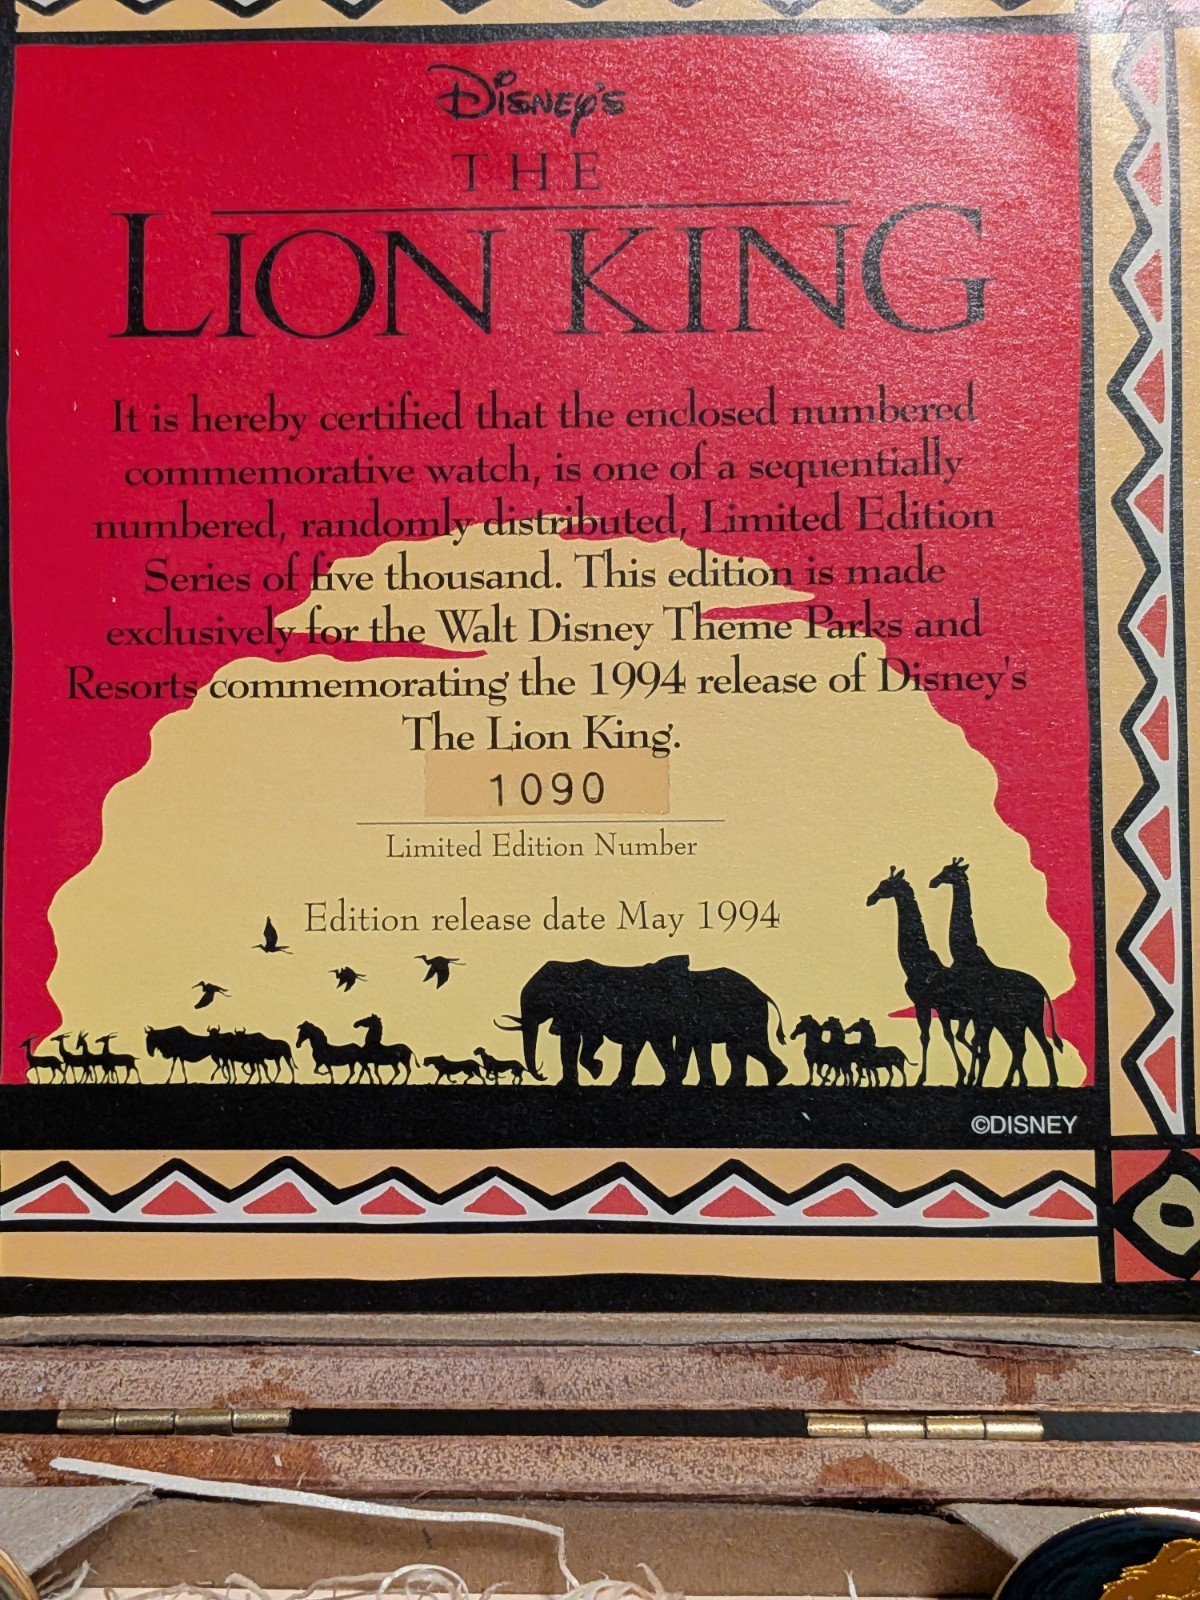 Disney's
THE
LION KING
It is hereby certified that the enclosed numbered
commemorative watch, is one of a sequentially
numbered, randomly distributed, Limited Edition
Series of five thousand. This edition is made
exclusively for the Walt Disney Theme Parks and
Resorts commemorating the 1994 release of Disney's
The Lion King.
1090
Limited Edition Number
Edition release date May 1994
©DISNEY